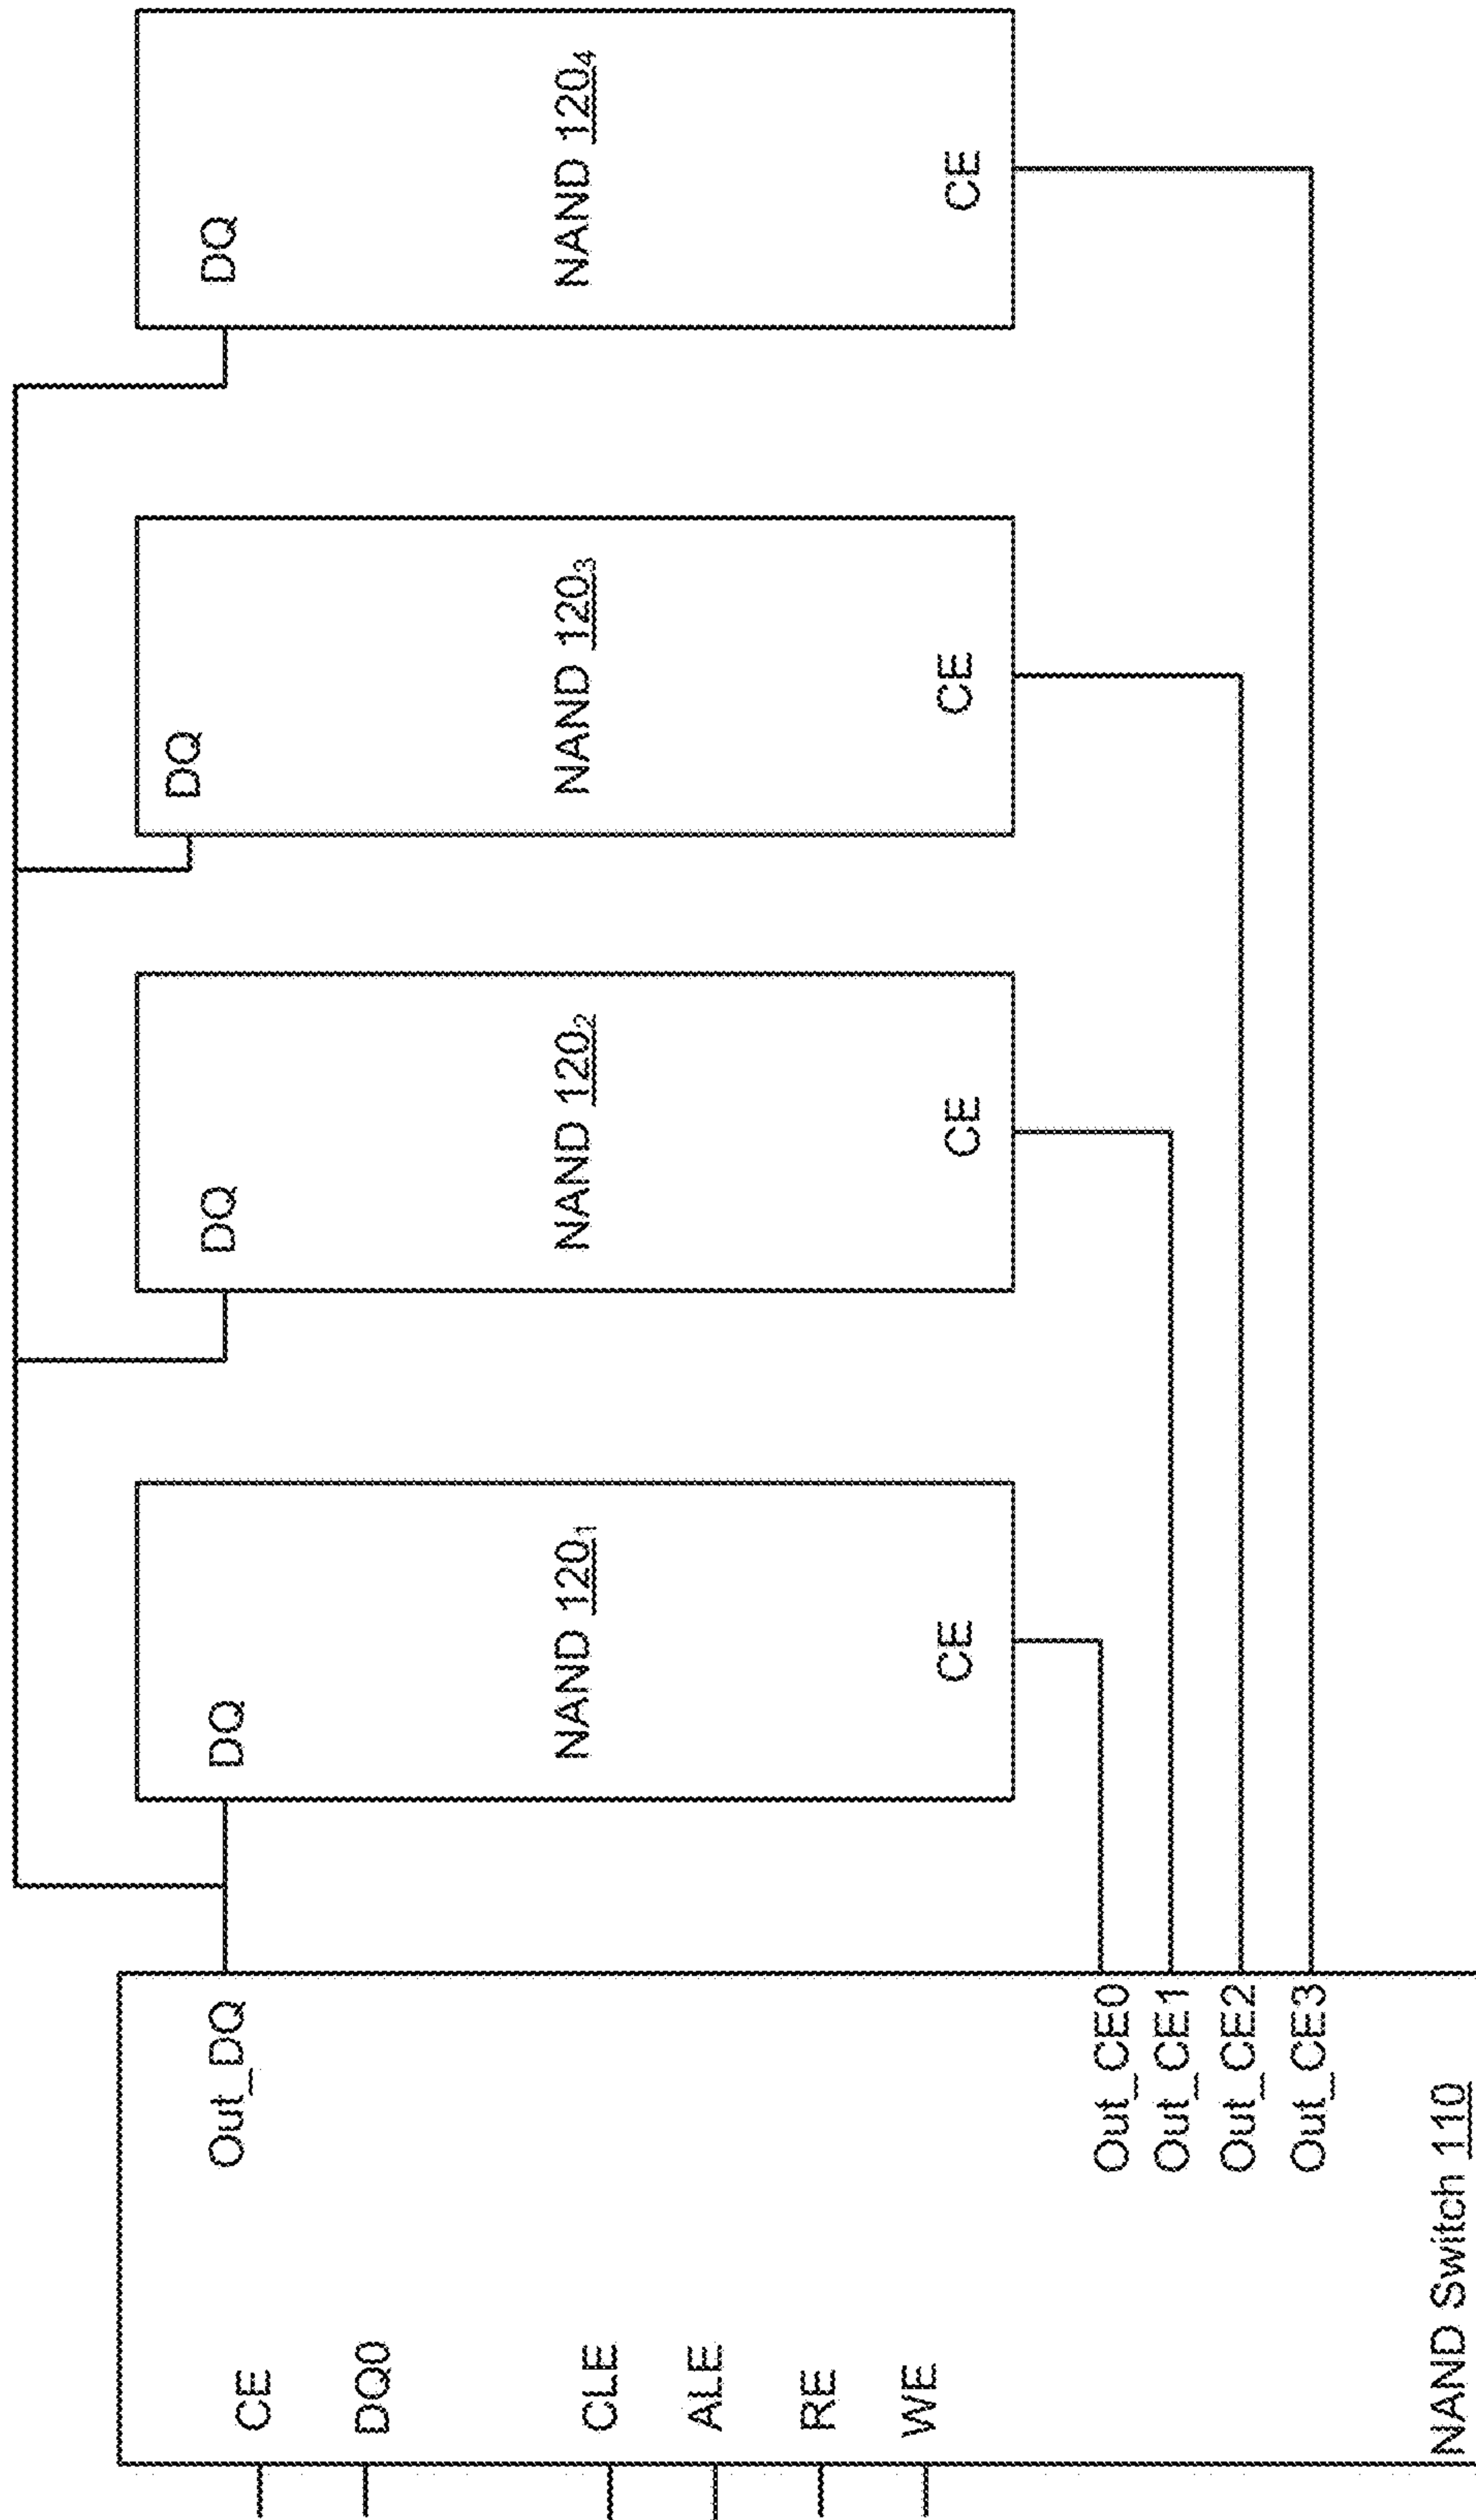 CE
DQ0
CLE
ALE
RE
WE
Out_DQ
Out_CE0
Out_CE1
Out_CE2
Out_CE3
NAND Switch 110
DQ
NAND 120₁
CE
DQ
NAND 120₂
CE
DQ
NAND 120₃
CE
DQ
NAND 120₄
CE